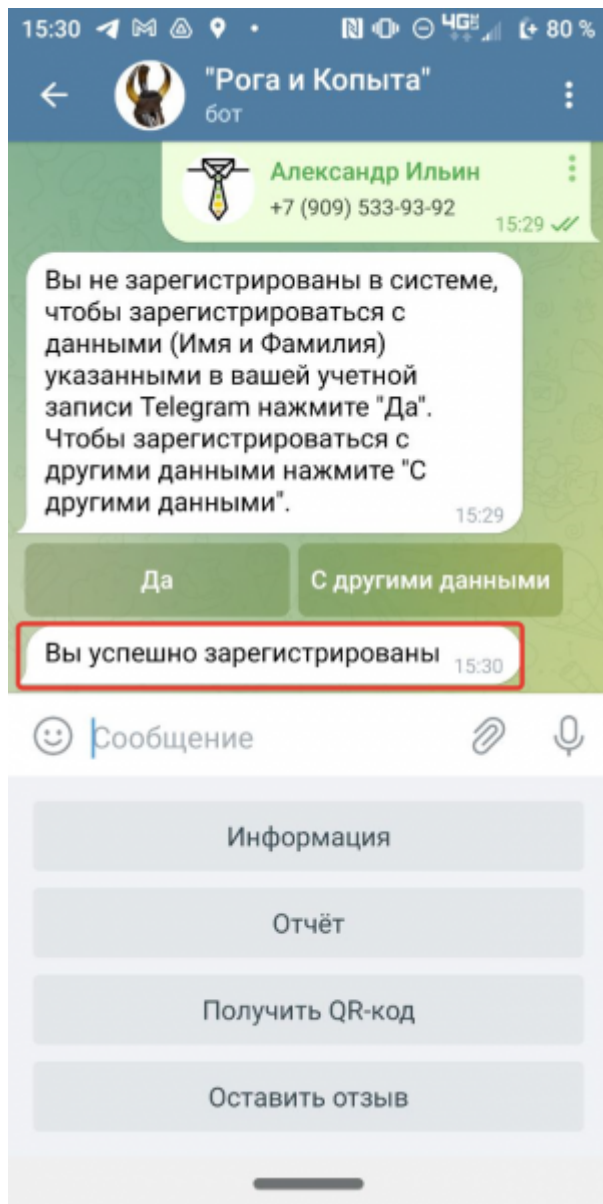 15:30
4G
80 %
"Рога и Копыта"
бот
Александр Ильин
+7 (909) 533-93-92
15:29
Вы не зарегистрированы в системе,
чтобы зарегистрироваться с
данными (Имя и Фамилия)
указанными в вашей учетной
записи Telegram нажмите "Да".
Чтобы зарегистрироваться с
другими данными нажмите "С
другими данными".
15:29
Да
С другими данными
Вы успешно зарегистрированы
15:30
Сообщение
Информация
Отчёт
Получить QR-код
Оставить отзыв